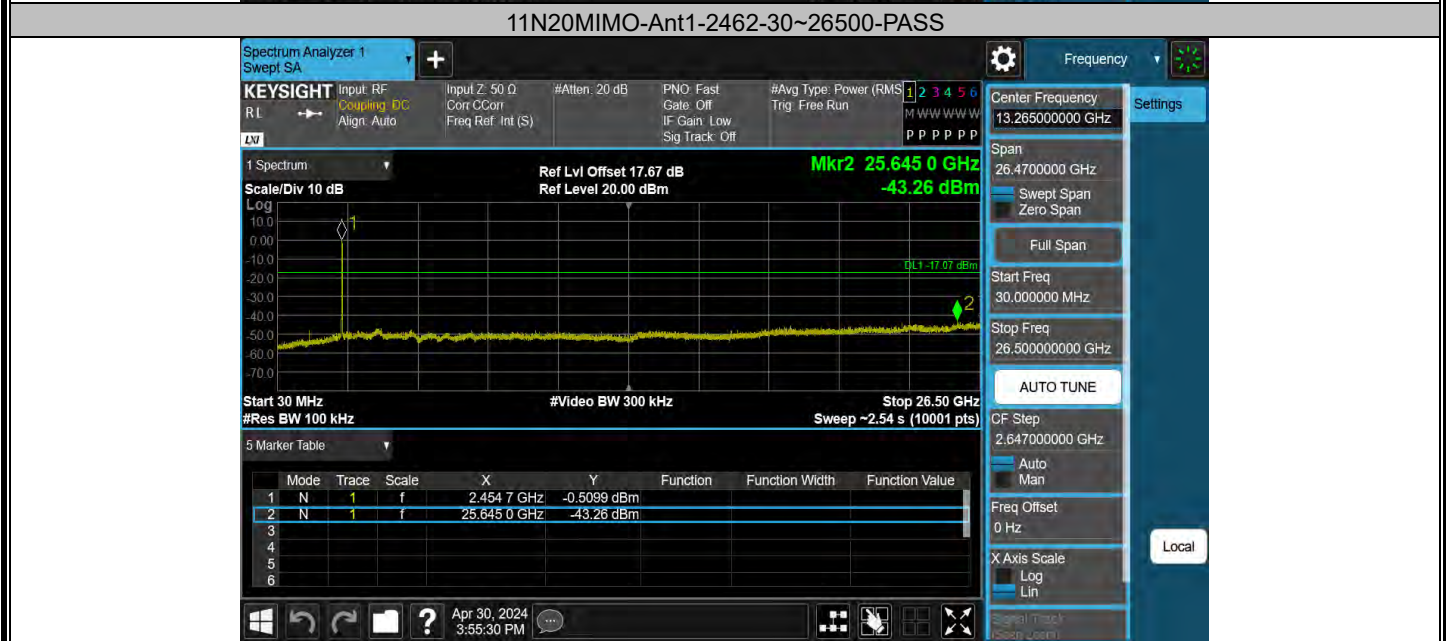 11N20MIMO-Ant1-2462-30~26500-PASS
Spectrum Analyzer 1
Swept SA
+
Frequency
KEYSIGHT
RL
LXI
Input: RF
Coupling: DC
Align: Auto
Input Z: 50 Ω
Corr CCorr
Freq Ref: Int (S)
#Atten: 20 dB
PNO: Fast
Gate: Off
IF Gain: Low
Sig Track: Off
#Avg Type: Power (RMS
Trig: Free Run
1 2 3 4 5 6
M W W W W W
P P P P P P
Center Frequency
13.265000000 GHz
Settings
Span
26.4700000 GHz
Swept Span
Zero Span
Full Span
Start Freq
30.000000 MHz
Stop Freq
26.500000000 GHz
AUTO TUNE
CF Step
2.647000000 GHz
Auto
Man
Freq Offset
0 Hz
X Axis Scale
Log
Lin
Signal Track
(Span Zoom)
Local
1 Spectrum
Scale/Div 10 dB
Log
Ref Lvl Offset 17.67 dB
Ref Level 20.00 dBm
Mkr2 25.645 0 GHz
-43.26 dBm
10.0
0.00
-10.0
-20.0
-30.0
-40.0
-50.0
-60.0
-70.0
1
DL1 -17.07 dBm
2
Start 30 MHz
#Res BW 100 kHz
#Video BW 300 kHz
Stop 26.50 GHz
Sweep ~2.54 s (10001 pts)
5 Marker Table
Mode Trace Scale X Y Function Function Width Function Value
1 N 1 f 2.454 7 GHz -0.5099 dBm
2 N 1 f 25.645 0 GHz -43.26 dBm
3
4
5
6
?
Apr 30, 2024
3:55:30 PM